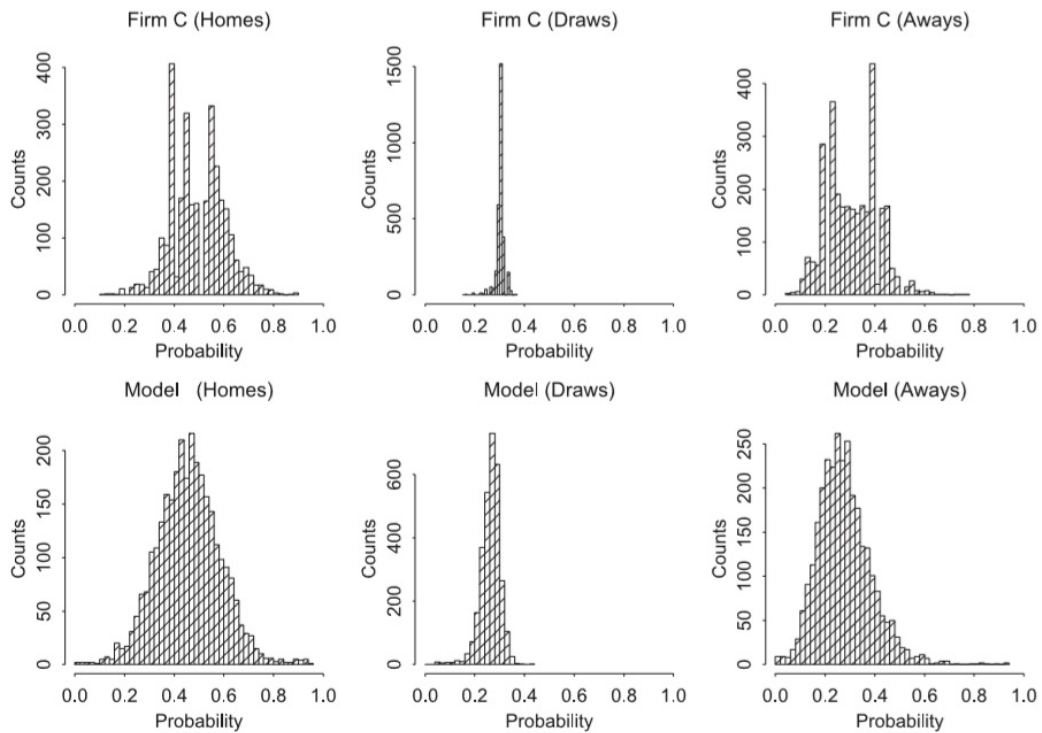 Firm C (Homes)
Firm C (Draws)
Firm C (Aways)
Counts
0 100 200 300 400
0.0 0.2 0.4 0.6 0.8 1.0
Probability
Counts
0 500 1000 1500
0.0 0.2 0.4 0.6 0.8 1.0
Probability
Counts
0 100 200 300 400
0.0 0.2 0.4 0.6 0.8 1.0
Probability
Model (Homes)
Model (Draws)
Model (Aways)
Counts
0 50 100 150 200
0.0 0.2 0.4 0.6 0.8 1.0
Probability
Counts
0 200 400 600
0.0 0.2 0.4 0.6 0.8 1.0
Probability
Counts
0 50 100 150 200 250
0.0 0.2 0.4 0.6 0.8 1.0
Probability